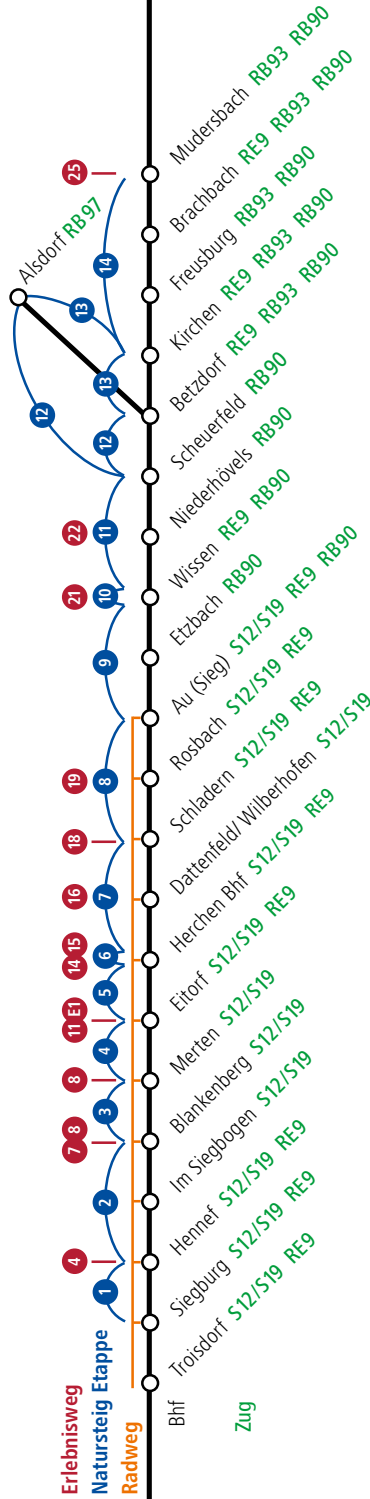 Erlebnisweg
4
7 8
8
11 E1
14 15
16
18
19
21
22
25
Natursteig Etappe
1
2
3
4
5
6
7
8
9
10
11
12
12
13
13
14
Radweg
Bhf
Zug
Troisdorf S12/S19 RE9
Siegburg S12/S19 RE9
Hennef S12/S19 RE9
Im Siegbogen S12/S19
Blankenberg S12/S19
Merten S12/S19
Eitorf S12/S19 RE9
Herchen Bhf S12/S19 RE9
Dattenfeld/Wilberhofen S12/S19
Schladern S12/S19 RE9
Rosbach S12/S19 RE9
Au (Sieg) S12/S19 RE9 RB90
Etzbach RB90
Wissen RE9 RB90
Niederhövels RB90
Scheuerfeld RB90
Betzdorf RE9 RB93 RB90
Kirchen RE9 RB93 RB90
Freusburg RB93 RB90
Brachbach RE9 RB93 RB90
Mudersbach RB93 RB90
Alsdorf RB97